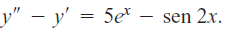 y″ − y′ = 5eˣ − sen 2x.